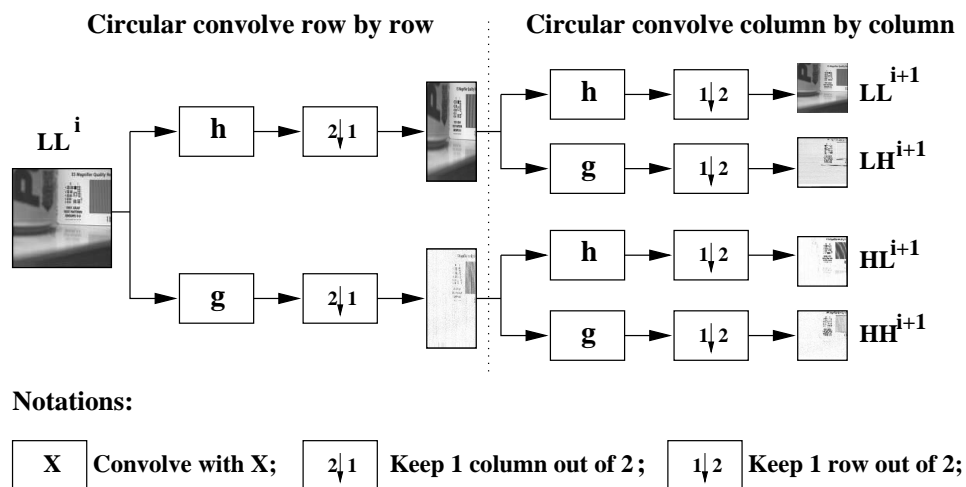 Circular convolve row by row
Circular convolve column by column
LL^i
h
2↓1
h
1↓2
LL^{i+1}
g
1↓2
LH^{i+1}
g
2↓1
h
1↓2
HL^{i+1}
g
1↓2
HH^{i+1}
Notations:
X Convolve with X;
2↓1 Keep 1 column out of 2;
1↓2 Keep 1 row out of 2;